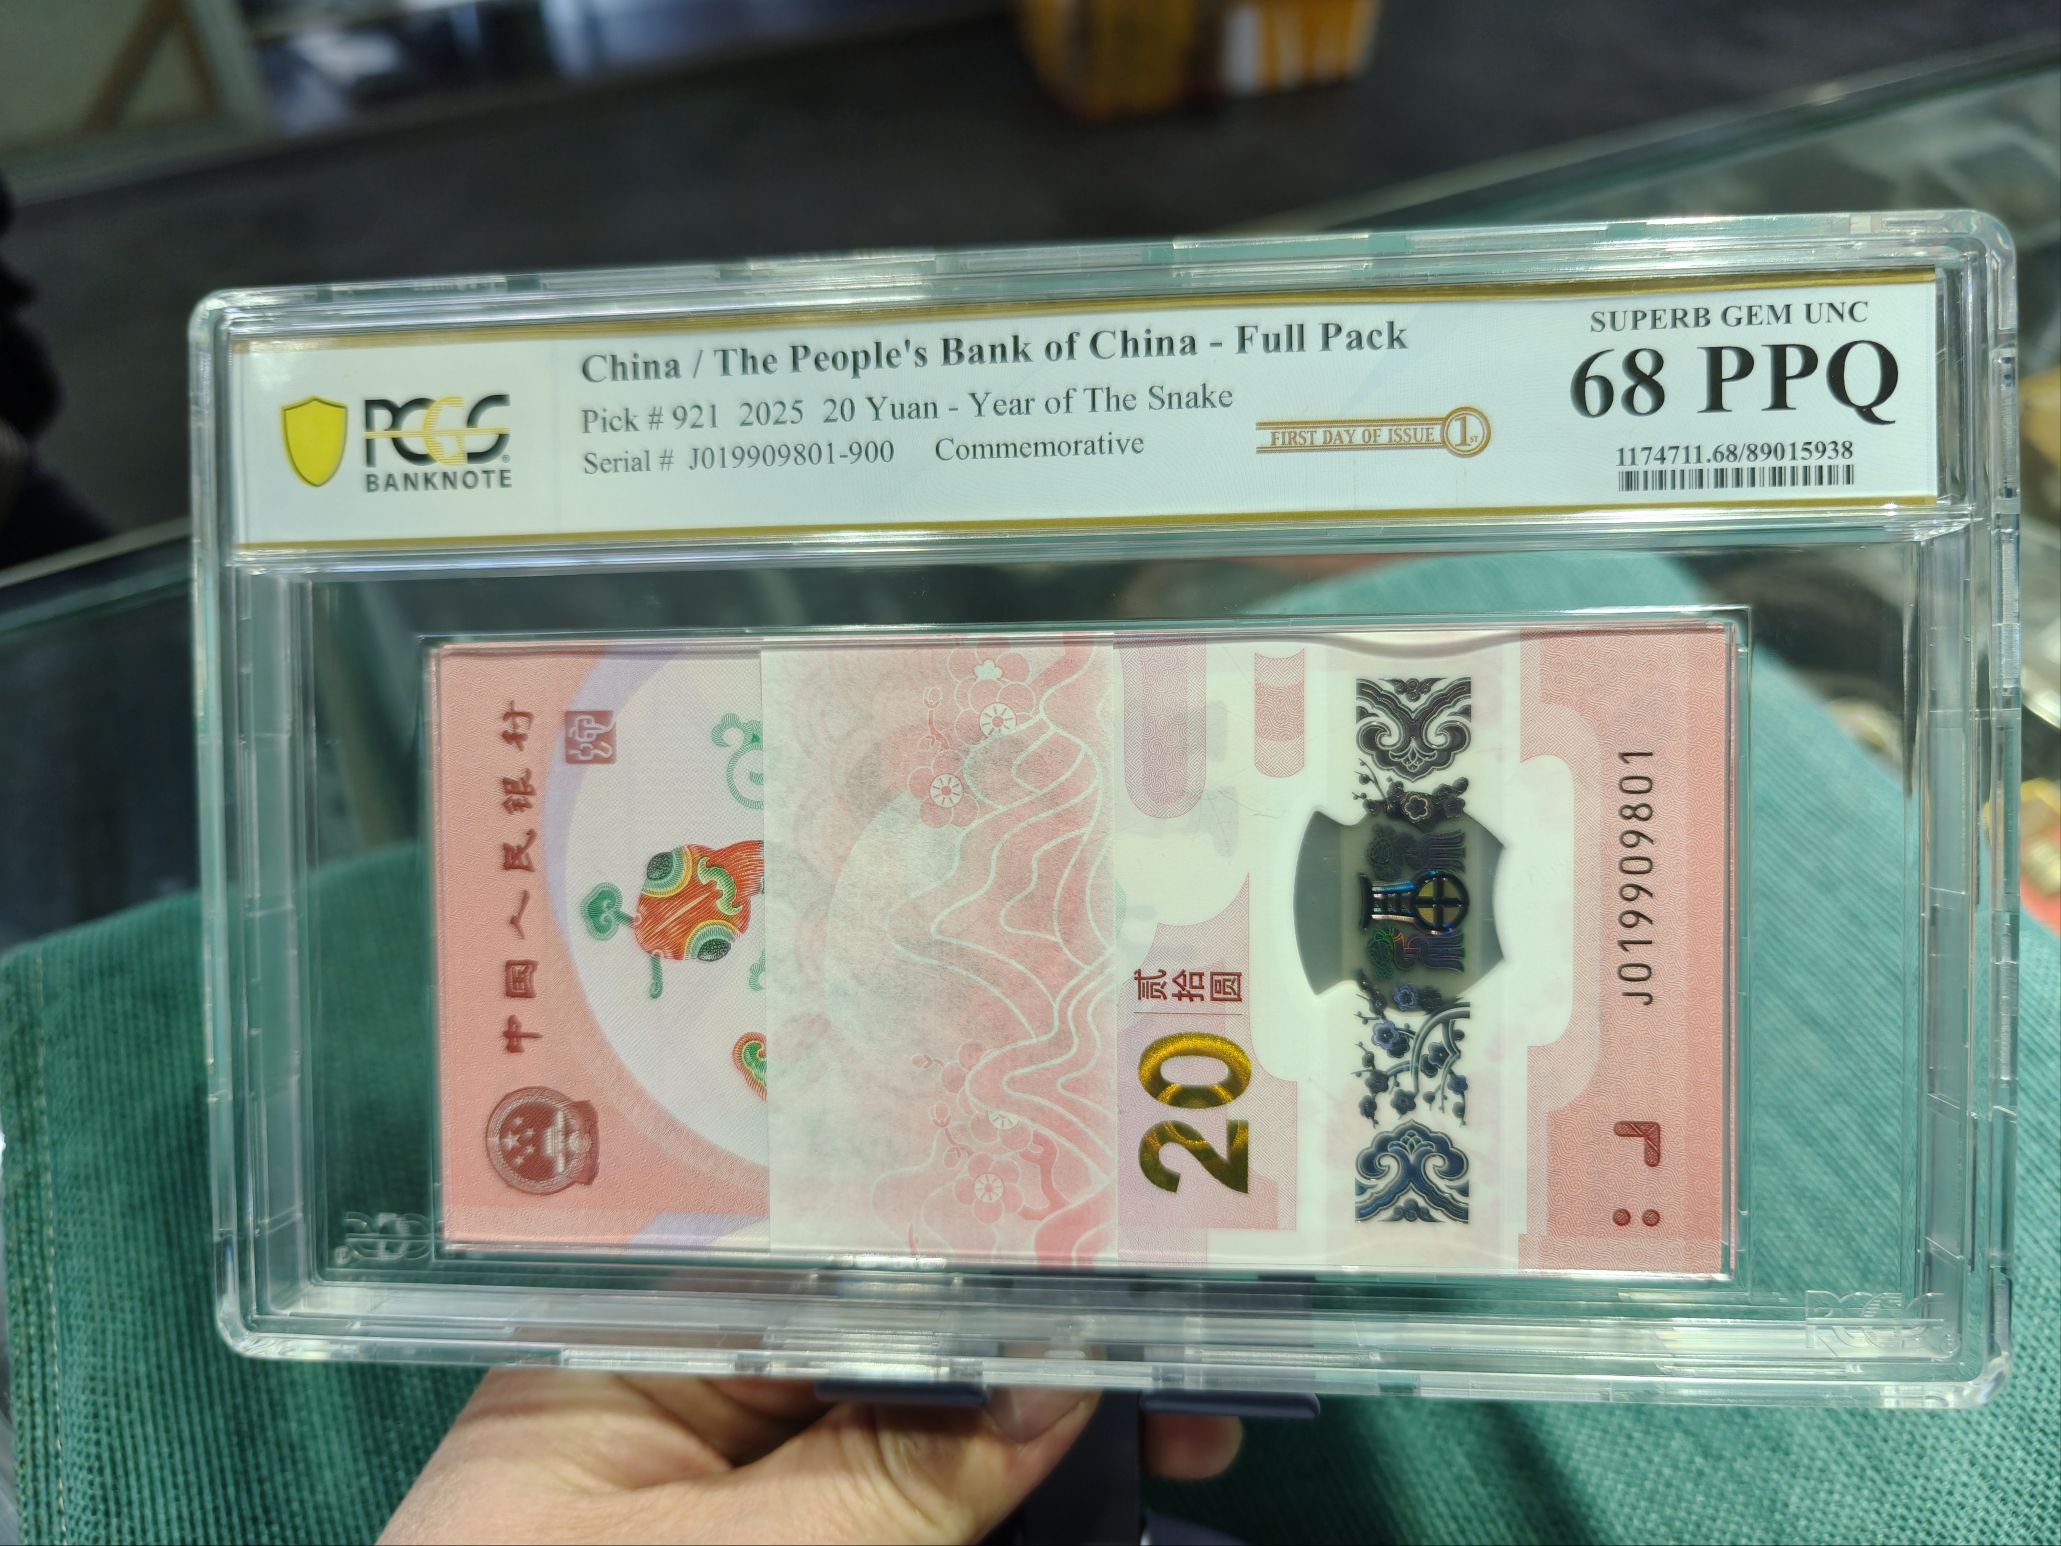 PCGS
BANKNOTE
China / The People's Bank of China - Full Pack
Pick # 921 2025 20 Yuan - Year of The Snake
Serial # J019909801-900 Commemorative
FIRST DAY OF ISSUE 1ST
SUPERB GEM UNC
68 PPQ
1174711.68/89015938
中国人民银行
贰拾圆
20
J019909801
PCGS
PCGS